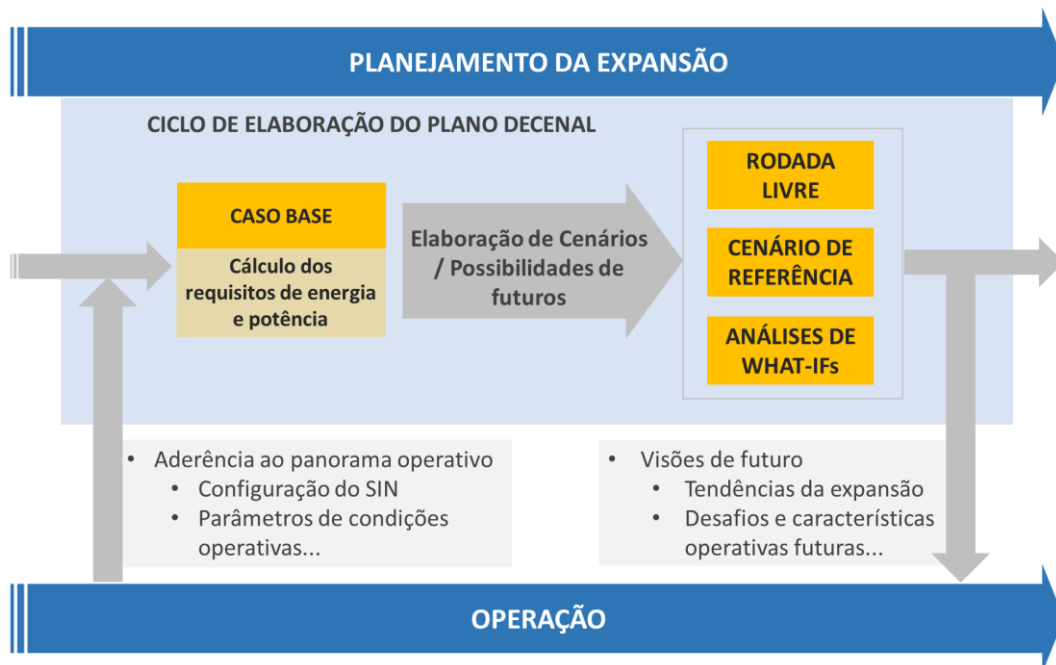 PLANEJAMENTO DA EXPANSÃO
CICLO DE ELABORAÇÃO DO PLANO DECENAL
CASO BASE
Cálculo dos
requisitos de energia
e potência
Elaboração de Cenários
/ Possibilidades de
futuros
RODADA
LIVRE
CENÁRIO DE
REFERÊNCIA
ANÁLISES DE
WHAT-IFs
• Aderência ao panorama operativo
• Configuração do SIN
• Parâmetros de condições
operativas...
• Visões de futuro
• Tendências da expansão
• Desafios e características
operativas futuras...
OPERAÇÃO